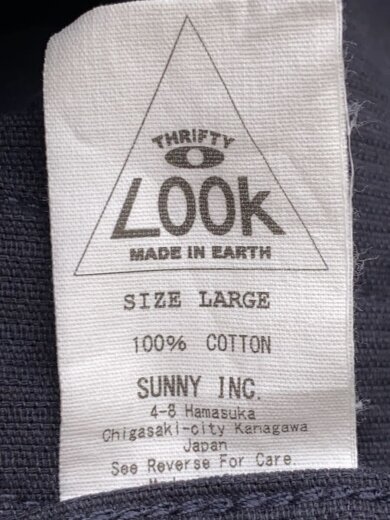 THRIFTY
LOOK
MADE IN EARTH
SIZE LARGE
100% COTTON
SUNNY INC.
4-8 Hamasuka
Chigasaki-city Kanagawa
Japan
See Reverse For Care.